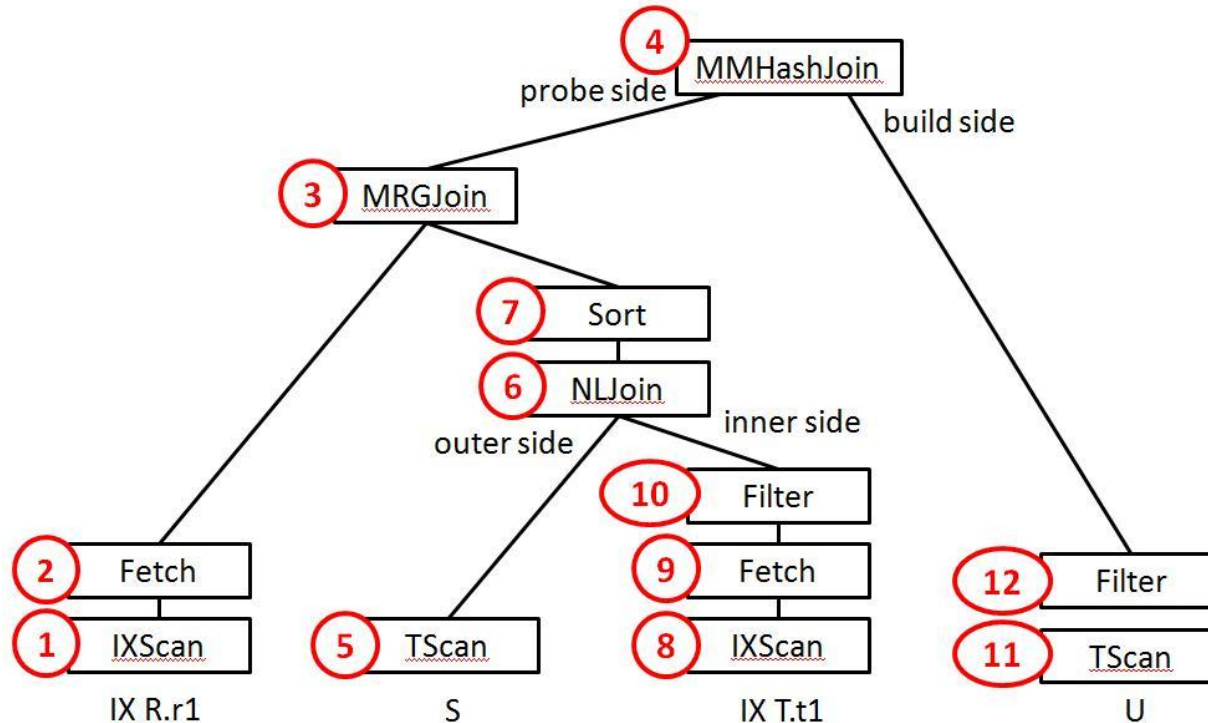 4
MMHashJoin
probe side
build side
3
MRGJoin
7
Sort
6
NLJoin
outer side
inner side
10
Filter
2
Fetch
9
Fetch
12
Filter
1
IXScan
5
TScan
8
IXScan
11
TScan
IX R.r1
S
IX T.t1
U